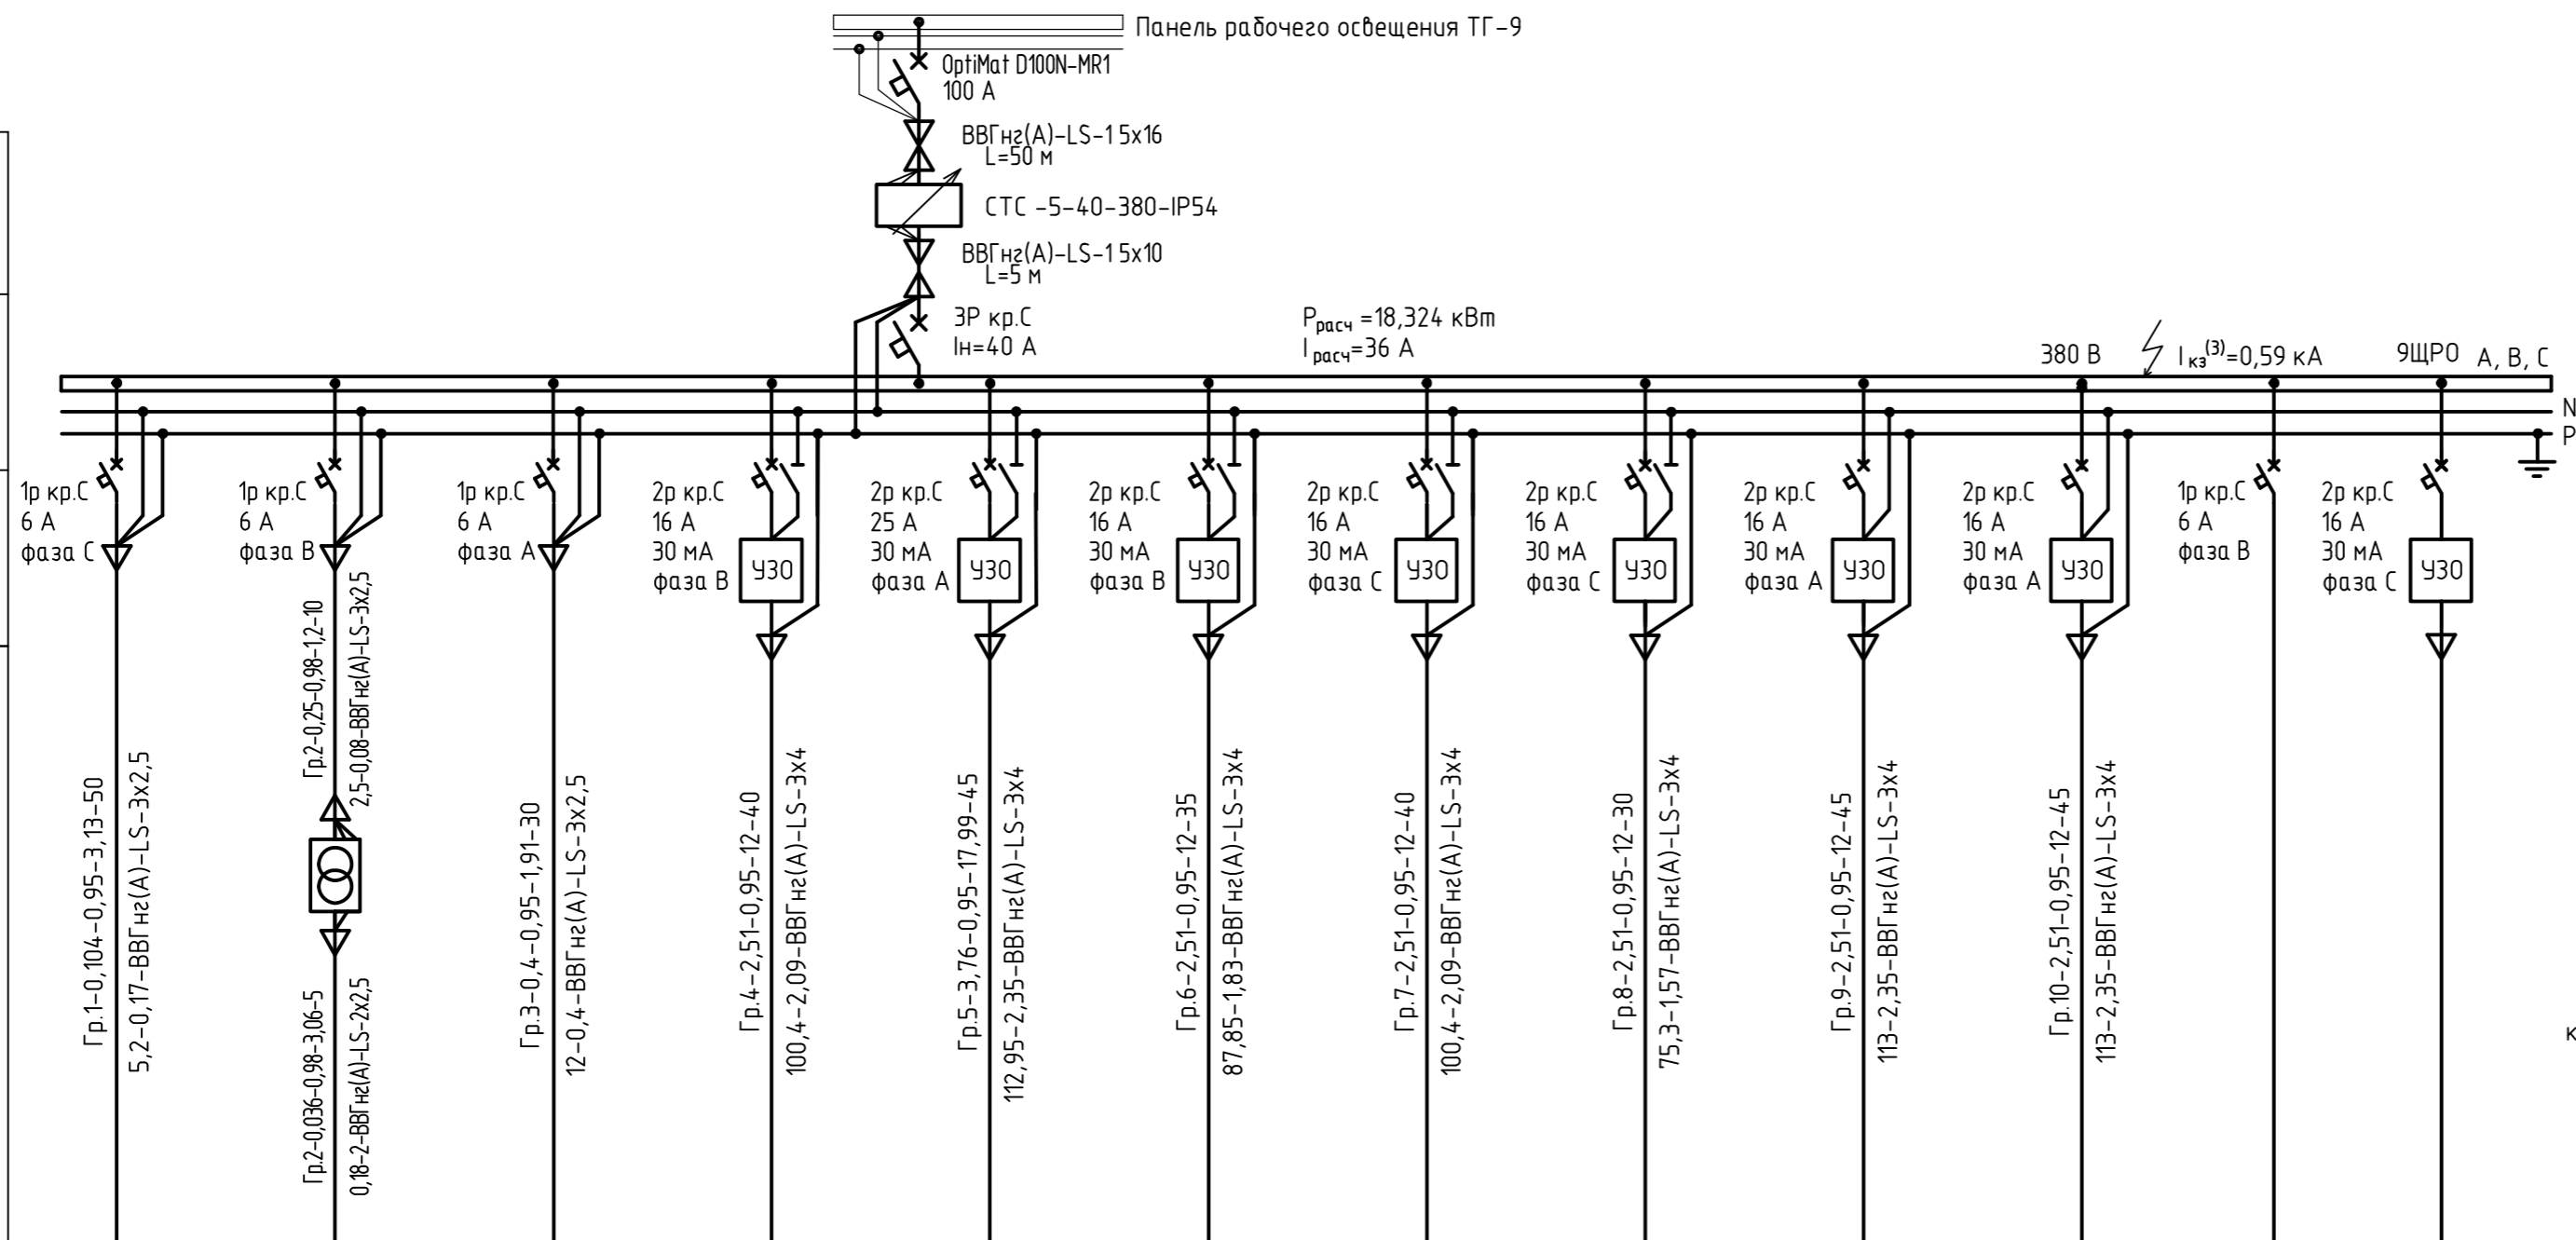 Панель рабочего освещения ТГ-9
OptiMat D100N-MR1
100 А
ВВГнг(А)-LS-1 5х16
L=50 м
СТС -5-40-380-IP54
ВВГнг(А)-LS-1 5х10
L=5 м
3Р кр.С
Iн=40 А
Pрасч =18,324 кВт
Iрасч=36 А
380 В
Iкз(3)=0,59 кА
9ЩРО
А, В, С
N
P
1р кр.С
6 А
фаза С
1р кр.С
6 А
фаза В
1р кр.С
6 А
фаза А
2р кр.С
16 А
30 мА
фаза В
УЗО
2р кр.С
25 А
30 мА
фаза А
УЗО
2р кр.С
16 А
30 мА
фаза В
УЗО
2р кр.С
16 А
30 мА
фаза С
УЗО
2р кр.С
16 А
30 мА
фаза С
УЗО
2р кр.С
16 А
30 мА
фаза А
УЗО
2р кр.С
16 А
30 мА
фаза А
УЗО
1р кр.С
6 А
фаза В
2р кр.С
16 А
30 мА
фаза С
УЗО
Гр.1-0,104-0,95-3,13-50
5,2-0,17-ВВГнг(А)-LS-3х2,5
Гр.2-0,25-0,98-1,2-10
2,5-0,08-ВВГнг(А)-LS-3х2,5
Гр.2-0,036-0,98-3,06-5
0,18-2-ВВГнг(А)-LS-2х2,5
Гр.3-0,4-0,95-1,91-30
12-0,4-ВВГнг(А)-LS-3х2,5
Гр.4-2,51-0,95-12-40
100,4-2,09-ВВГнг(А)-LS-3х4
Гр.5-3,76-0,95-17,99-45
112,95-2,35-ВВГнг(А)-LS-3х4
Гр.6-2,51-0,95-12-35
87,85-1,83-ВВГнг(А)-LS-3х4
Гр.7-2,51-0,95-12-40
100,4-2,09-ВВГнг(А)-LS-3х4
Гр.8-2,51-0,95-12-30
75,3-1,57-ВВГнг(А)-LS-3х4
Гр.9-2,51-0,95-12-45
113-2,35-ВВГнг(А)-LS-3х4
Гр.10-2,51-0,95-12-45
113-2,35-ВВГнг(А)-LS-3х4
к